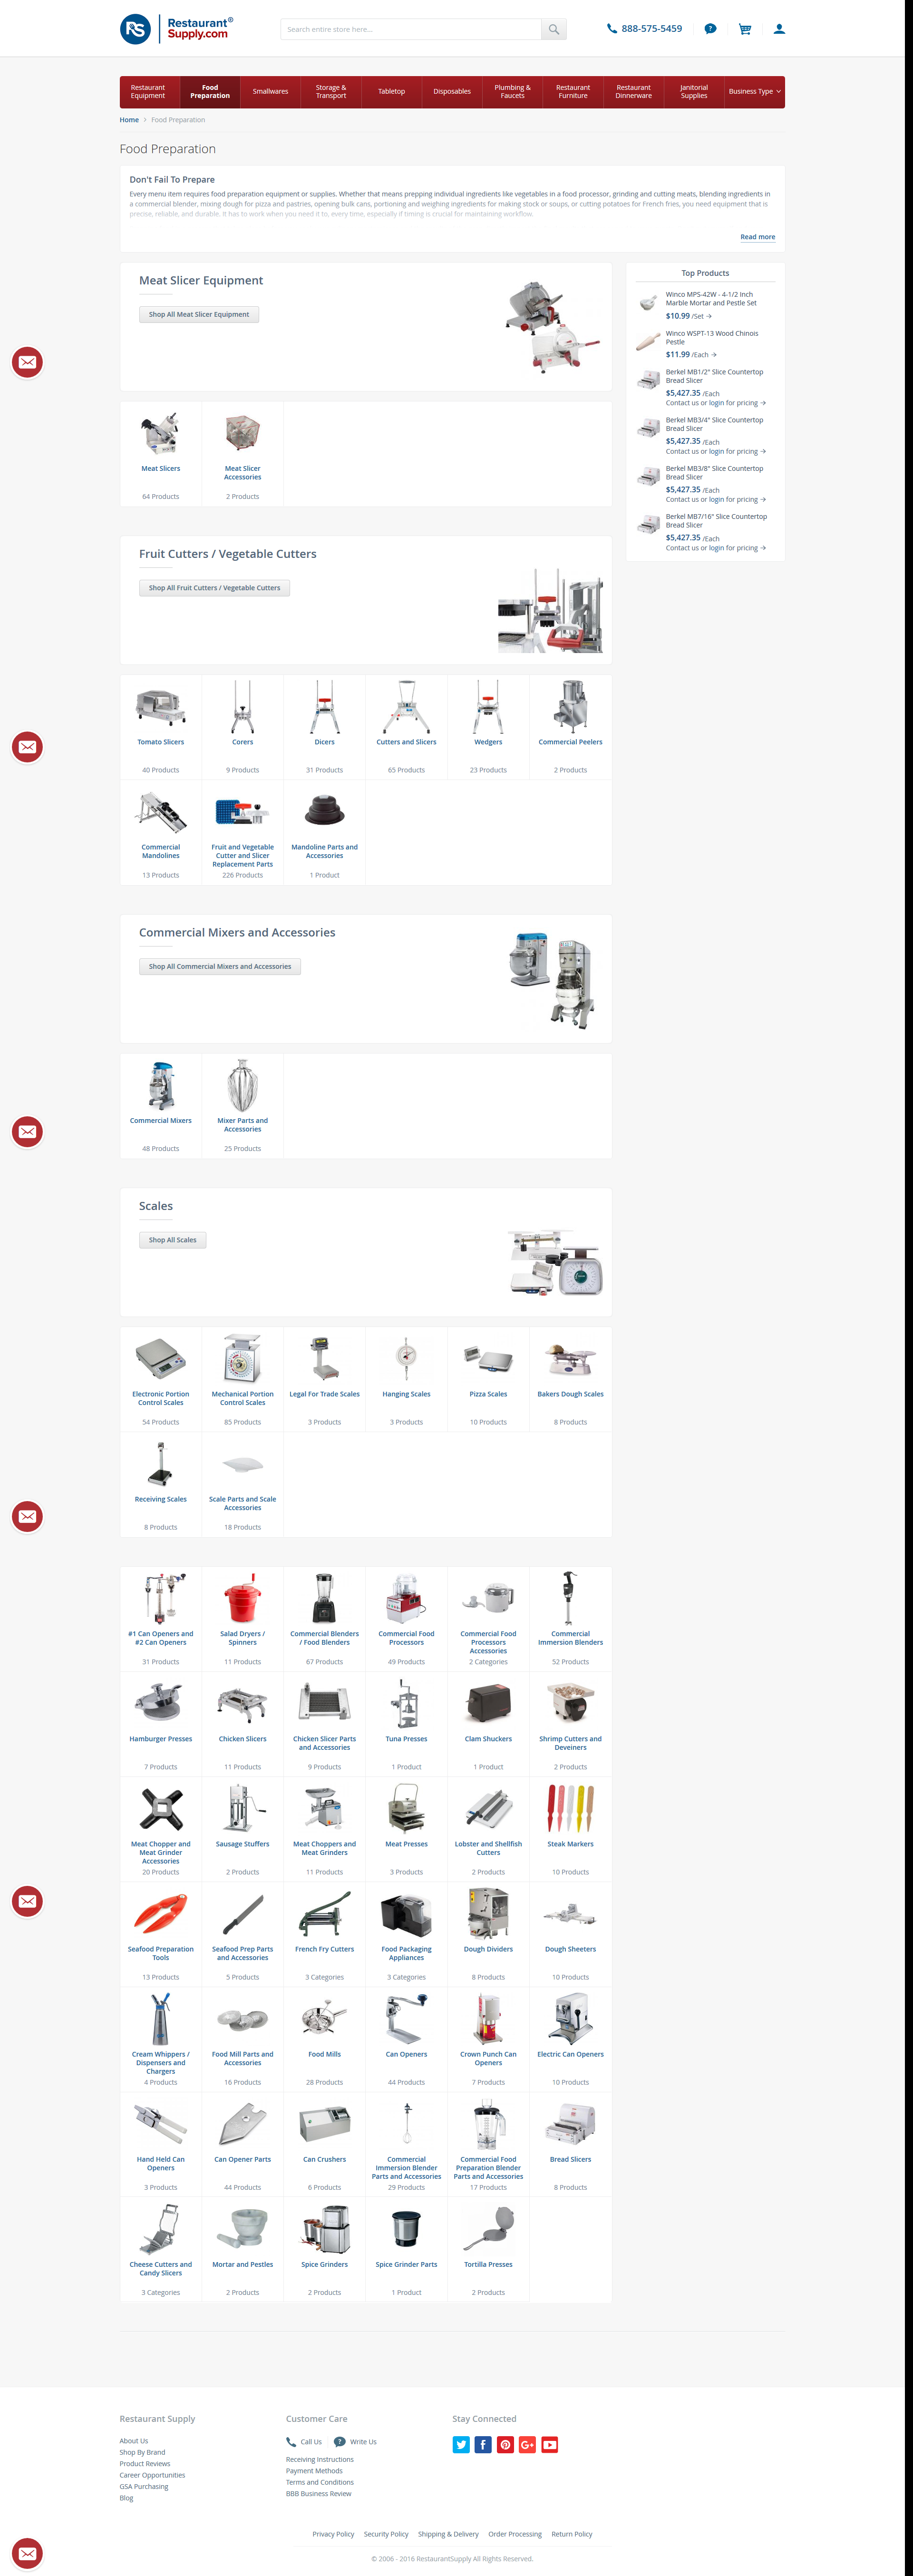 RS Restaurant Supply.com®
Search entire store here...
888-575-5459
Restaurant Equipment
Food Preparation
Smallwares
Storage & Transport
Tabletop
Disposables
Plumbing & Faucets
Restaurant Furniture
Restaurant Dinnerware
Janitorial Supplies
Business Type
Home > Food Preparation
Food Preparation
Don't Fail To Prepare
Every menu item requires food preparation equipment or supplies. Whether that means prepping individual ingredients like vegetables in a food processor, grinding and cutting meats, blending ingredients in
a commercial blender, mixing dough for pizza and pastries, opening bulk cans, portioning and weighing ingredients for making stock or soups, or cutting potatoes for French fries, you need equipment that is
precise, reliable, and durable. It has to work when you need it to, every time, especially if timing is crucial for maintaining workflow.
Read more
Meat Slicer Equipment
Shop All Meat Slicer Equipment
Meat Slicers
64 Products
Meat Slicer
Accessories
2 Products
Top Products
Winco MPS-42W - 4-1/2 Inch
Marble Mortar and Pestle Set
$10.99 /Set →
Winco WSPT-13 Wood Chinois
Pestle
$11.99 /Each →
Berkel MB1/2" Slice Countertop
Bread Slicer
$5,427.35 /Each
Contact us or login for pricing →
Berkel MB3/4" Slice Countertop
Bread Slicer
$5,427.35 /Each
Contact us or login for pricing →
Berkel MB3/8" Slice Countertop
Bread Slicer
$5,427.35 /Each
Contact us or login for pricing →
Berkel MB7/16" Slice Countertop
Bread Slicer
$5,427.35 /Each
Contact us or login for pricing →
Fruit Cutters / Vegetable Cutters
Shop All Fruit Cutters / Vegetable Cutters
Tomato Slicers
40 Products
Corers
9 Products
Dicers
31 Products
Cutters and Slicers
65 Products
Wedgers
23 Products
Commercial Peelers
2 Products
Commercial
Mandolines
13 Products
Fruit and Vegetable
Cutter and Slicer
Replacement Parts
226 Products
Mandoline Parts and
Accessories
1 Product
Commercial Mixers and Accessories
Shop All Commercial Mixers and Accessories
Commercial Mixers
48 Products
Mixer Parts and
Accessories
25 Products
Scales
Shop All Scales
Electronic Portion
Control Scales
54 Products
Mechanical Portion
Control Scales
85 Products
Legal For Trade Scales
3 Products
Hanging Scales
3 Products
Pizza Scales
10 Products
Bakers Dough Scales
8 Products
Receiving Scales
8 Products
Scale Parts and Scale
Accessories
18 Products
#1 Can Openers and
#2 Can Openers
31 Products
Salad Dryers /
Spinners
11 Products
Commercial Blenders
/ Food Blenders
67 Products
Commercial Food
Processors
49 Products
Commercial Food
Processors
Accessories
2 Categories
Commercial
Immersion Blenders
52 Products
Hamburger Presses
7 Products
Chicken Slicers
11 Products
Chicken Slicer Parts
and Accessories
9 Products
Tuna Presses
1 Product
Clam Shuckers
1 Product
Shrimp Cutters and
Deveiners
2 Products
Meat Chopper and
Meat Grinder
Accessories
20 Products
Sausage Stuffers
2 Products
Meat Choppers and
Meat Grinders
11 Products
Meat Presses
3 Products
Lobster and Shellfish
Cutters
2 Products
Steak Markers
10 Products
Seafood Preparation
Tools
13 Products
Seafood Prep Parts
and Accessories
5 Products
French Fry Cutters
3 Categories
Food Packaging
Appliances
3 Categories
Dough Dividers
8 Products
Dough Sheeters
10 Products
Cream Whippers /
Dispensers and
Chargers
4 Products
Food Mill Parts and
Accessories
16 Products
Food Mills
28 Products
Can Openers
44 Products
Crown Punch Can
Openers
7 Products
Electric Can Openers
10 Products
Hand Held Can
Openers
3 Products
Can Opener Parts
44 Products
Can Crushers
6 Products
Commercial
Immersion Blender
Parts and Accessories
29 Products
Commercial Food
Preparation Blender
Parts and Accessories
17 Products
Bread Slicers
8 Products
Cheese Cutters and
Candy Slicers
3 Categories
Mortar and Pestles
2 Products
Spice Grinders
2 Products
Spice Grinder Parts
1 Product
Tortilla Presses
2 Products
Restaurant Supply
About Us
Shop By Brand
Product Reviews
Career Opportunities
GSA Purchasing
Blog
Customer Care
Call Us
Write Us
Receiving Instructions
Payment Methods
Terms and Conditions
BBB Business Review
Stay Connected
Privacy Policy Security Policy Shipping & Delivery Order Processing Return Policy
© 2006 - 2016 RestaurantSupply All Rights Reserved.